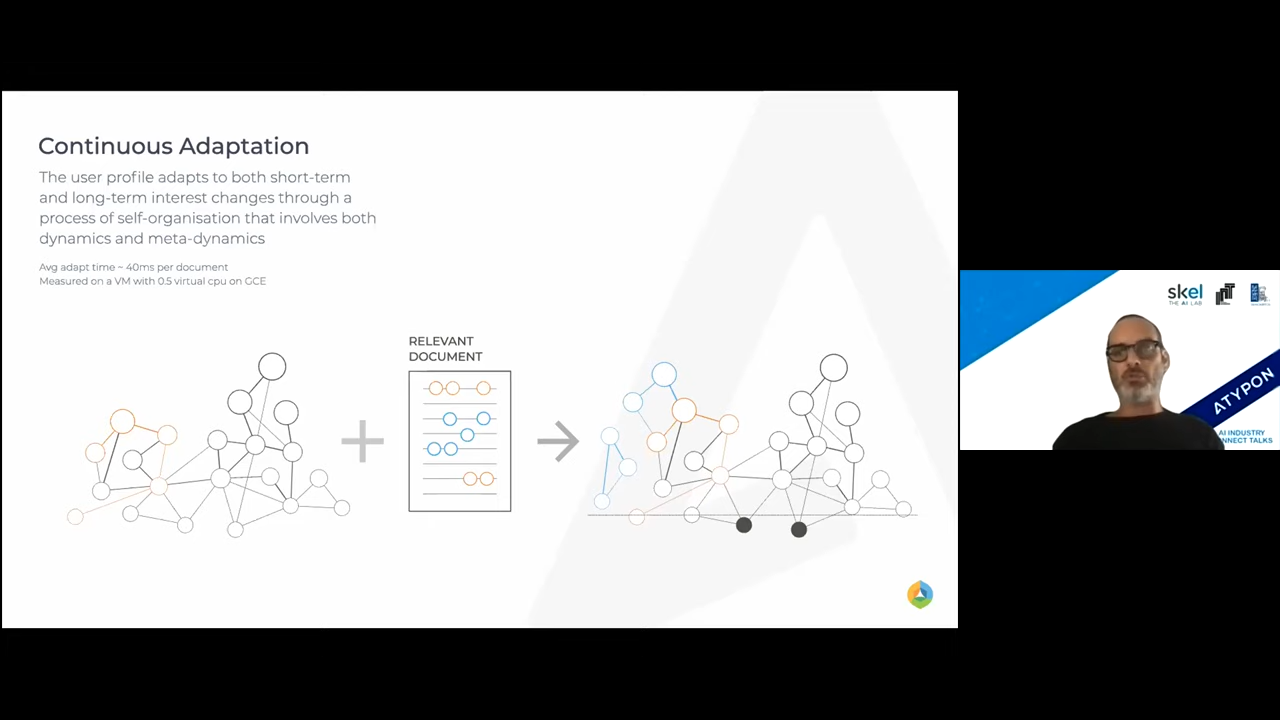 Continuous Adaptation
The user profile adapts to both short-term
and long-term interest changes through a
process of self-organisation that involves both
dynamics and meta-dynamics
Avg adapt time ~ 40ms per document
Measured on a VM with 0.5 virtual cpu on GCE
RELEVANT
DOCUMENT
skel
THE AI LAB
ATYPON
AI INDUSTRY
NNECT TALKS